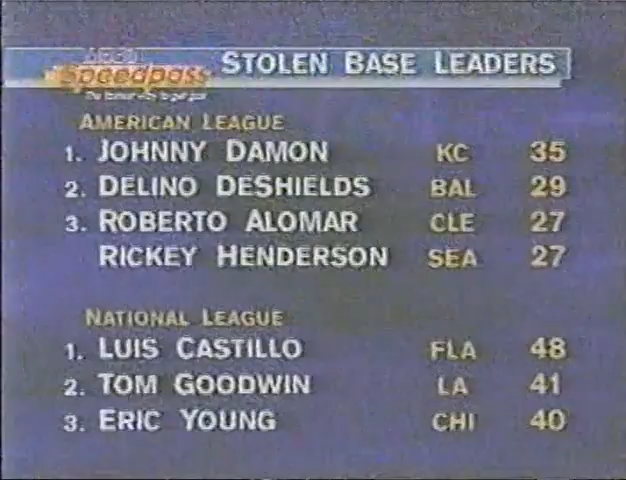 Speedpass
STOLEN BASE LEADERS
AMERICAN LEAGUE
1. JOHNNY DAMON KC 35
2. DELINO DESHIELDS BAL 29
3. ROBERTO ALOMAR CLE 27
RICKEY HENDERSON SEA 27
NATIONAL LEAGUE
1. LUIS CASTILLO FLA 48
2. TOM GOODWIN LA 41
3. ERIC YOUNG CHI 40